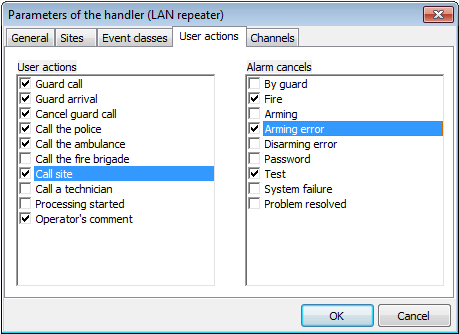 Parameters of the handler (LAN repeater)
General Sites Event classes User actions Channels
User actions
Guard call
Guard arrival
Cancel guard call
Call the police
Call the ambulance
Call the fire brigade
Call site
Call a technician
Processing started
Operator's comment
Alarm cancels
By guard
Fire
Arming
Arming error
Disarming error
Password
Test
System failure
Problem resolved
OK Cancel